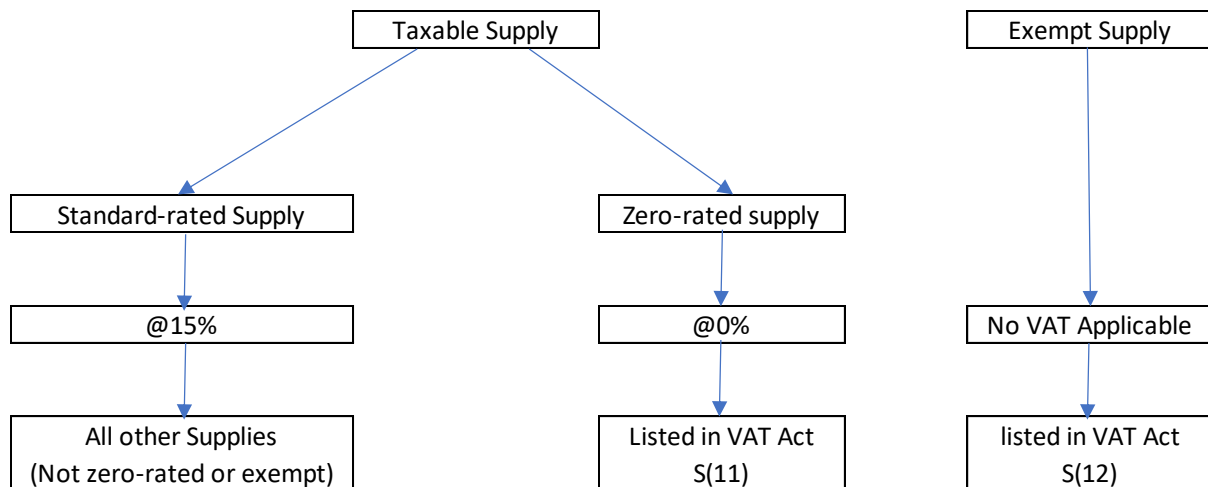 Taxable Supply
Exempt Supply
Standard-rated Supply
Zero-rated supply
@15%
@0%
No VAT Applicable
All other Supplies
(Not zero-rated or exempt)
Listed in VAT Act
S(11)
listed in VAT Act
S(12)